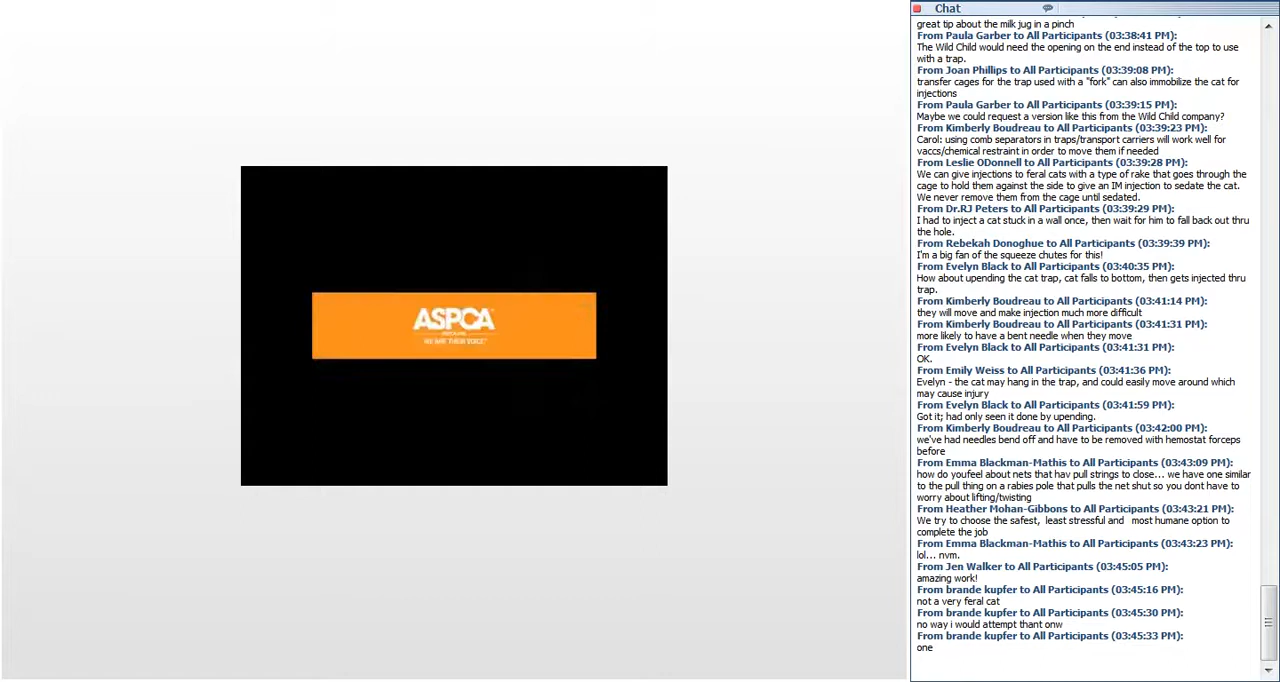 ASPCA
WE ARE THEIR VOICE
Chat
great tip about the milk jug in a pinch
From Paula Garber to All Participants (03:38:41 PM):
The Wild Child would need the opening on the end instead of the top to use
with a trap.
From Joan Phillips to All Participants (03:39:08 PM):
transfer cages for the trap used with a "fork" can also immobilize the cat for
injections
From Paula Garber to All Participants (03:39:15 PM):
Maybe we could request a version like this from the Wild Child company?
From Kimberly Boudreau to All Participants (03:39:23 PM):
Carol: using comb separators in traps/transport carriers will work well for
vaccs/chemical restraint in order to move them if needed
From Leslie ODonnell to All Participants (03:39:28 PM):
We can give injections to feral cats with a type of rake that goes through the
cage to hold them against the side to give an IM injection to sedate the cat.
We never remove them from the cage until sedated.
From Dr.RJ Peters to All Participants (03:39:29 PM):
I had to inject a cat stuck in a wall once, then wait for him to fall back out thru
the hole.
From Rebekah Donoghue to All Participants (03:39:39 PM):
I'm a big fan of the squeeze chutes for this!
From Evelyn Black to All Participants (03:40:35 PM):
How about upending the cat trap, cat falls to bottom, then gets injected thru
trap.
From Kimberly Boudreau to All Participants (03:41:14 PM):
they will move and make injection much more difficult
From Kimberly Boudreau to All Participants (03:41:31 PM):
more likely to have a bent needle when they move
From Evelyn Black to All Participants (03:41:31 PM):
OK.
From Emily Weiss to All Participants (03:41:36 PM):
Evelyn - the cat may hang in the trap, and could easily move around which
may cause injury
From Evelyn Black to All Participants (03:41:59 PM):
Got it; had only seen it done by upending.
From Kimberly Boudreau to All Participants (03:42:00 PM):
we've had needles bend off and have to be removed with hemostat forceps
before
From Emma Blackman-Mathis to All Participants (03:43:09 PM):
how do youfeel about nets that hav pull strings to close... we have one similar
to the pull thing on a rabies pole that pulls the net shut so you dont have to
worry about lifting/twisting
From Heather Mohan-Gibbons to All Participants (03:43:21 PM):
We try to choose the safest, least stressful and most humane option to
complete the job
From Emma Blackman-Mathis to All Participants (03:43:23 PM):
lol... nvm.
From Jen Walker to All Participants (03:45:05 PM):
amazing work!
From brande kupfer to All Participants (03:45:16 PM):
not a very feral cat
From brande kupfer to All Participants (03:45:30 PM):
no way i would attempt thant onw
From brande kupfer to All Participants (03:45:33 PM):
one